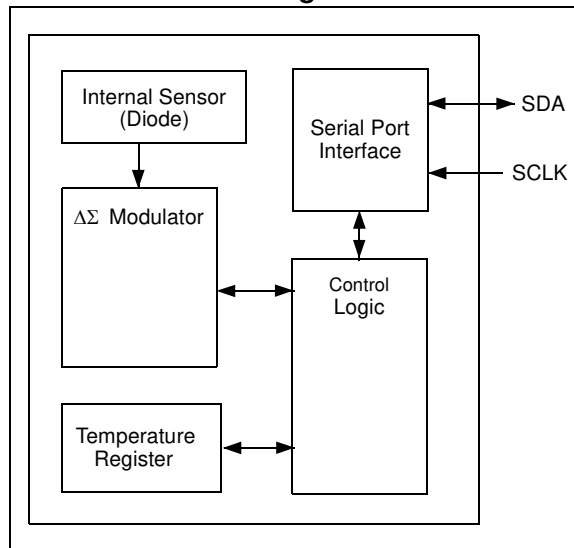 Internal Sensor
(Diode)
Serial Port
Interface
SDA
SCLK
ΔΣ Modulator
Control
Logic
Temperature
Register